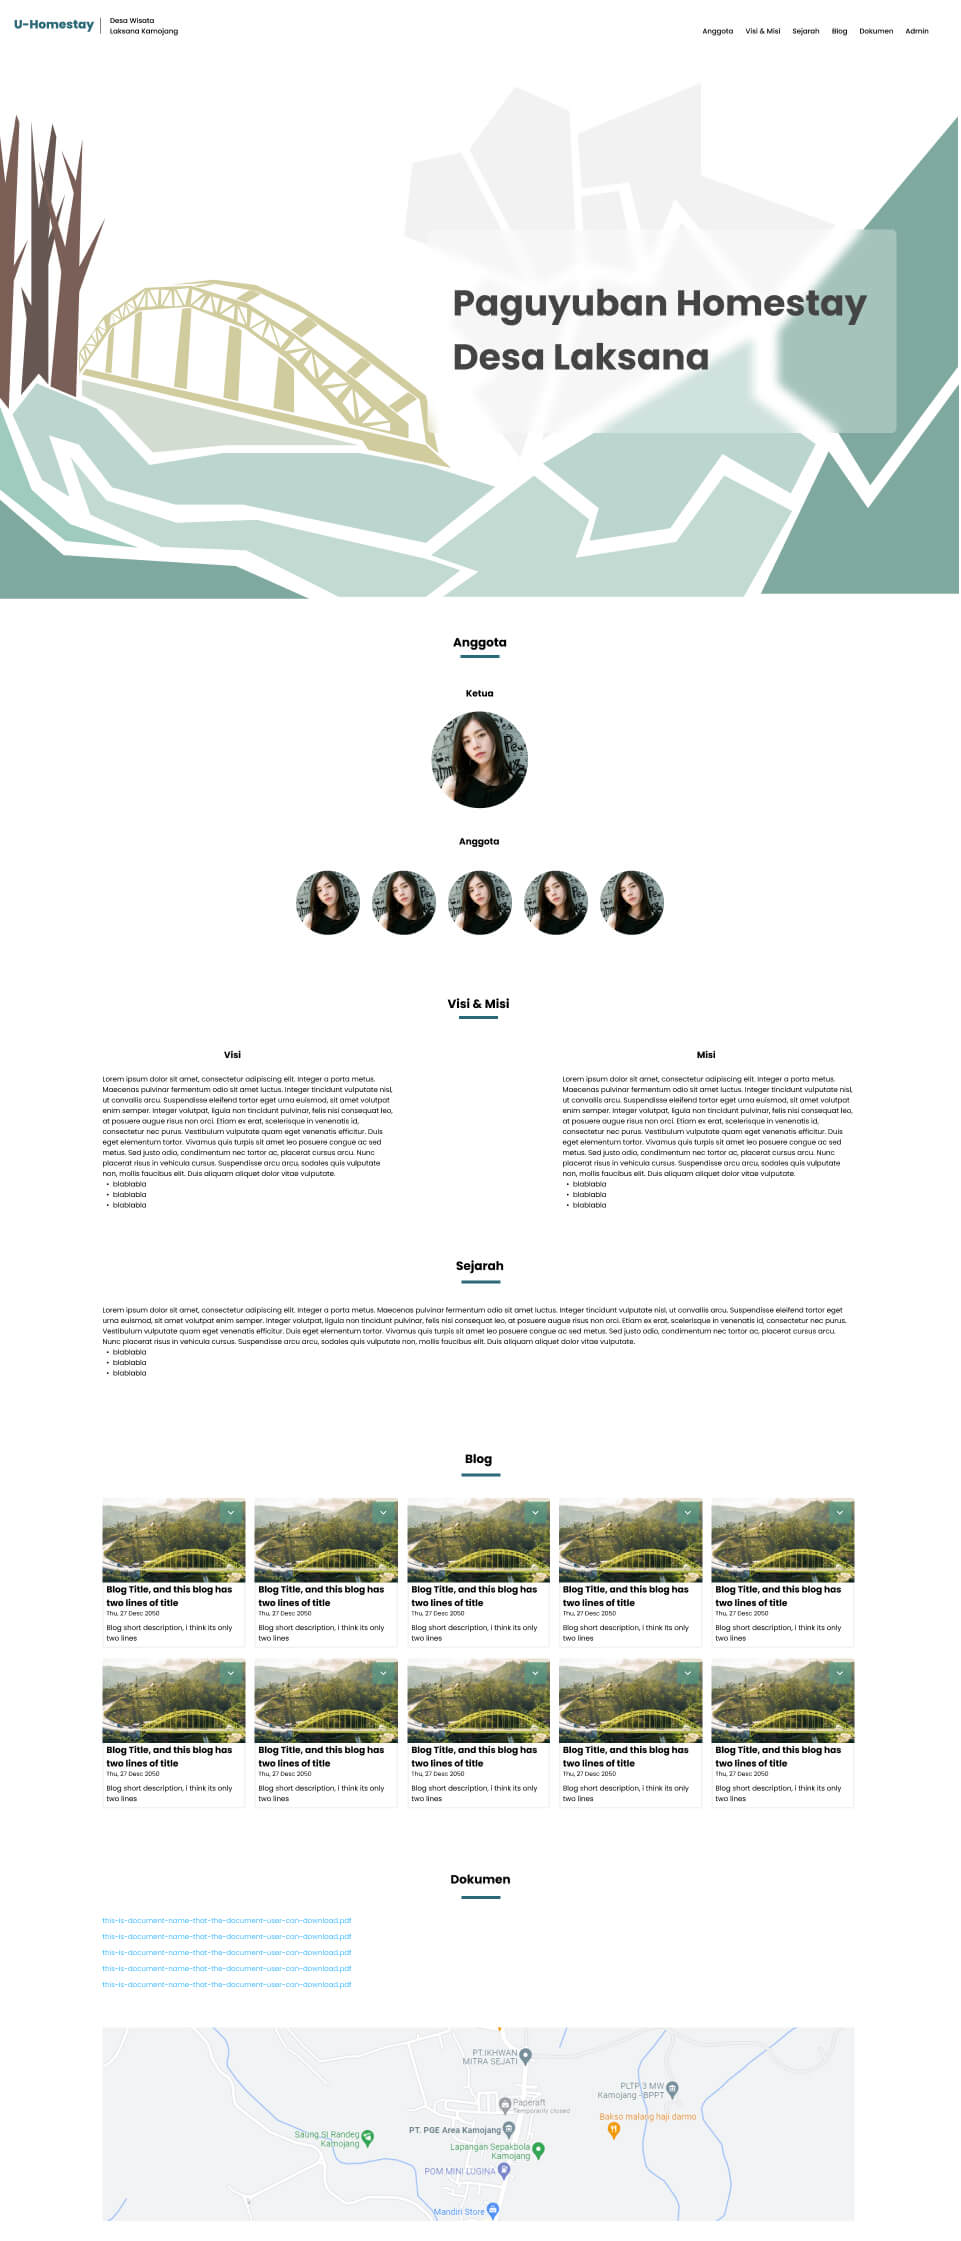 U-Homestay
Desa Wisata
Laksana Kamojang
Anggota Visi & Misi Sejarah Blog Dokumen Admin
Paguyuban Homestay
Desa Laksana
Anggota
Ketua
Anggota
Visi & Misi
Visi
Lorem ipsum dolor sit amet, consectetur adipiscing elit. Integer a porta metus.
Maecenas pulvinar fermentum odio sit amet luctus. Integer tincidunt vulputate nisl,
ut convallis arcu. Suspendisse eleifend tortor eget urna euismod, sit amet volutpat
enim semper. Integer volutpat, ligula non tincidunt pulvinar, felis nisi consequat leo,
at posuere augue risus non orci. Etiam ex erat, scelerisque in venenatis id,
consectetur nec purus. Vestibulum vulputate quam eget venenatis efficitur. Duis
eget elementum tortor. Vivamus quis turpis sit amet leo posuere congue ac sed
metus. Sed justo odio, condimentum nec tortor ac, placerat cursus arcu. Nunc
placerat risus in vehicula cursus. Suspendisse arcu arcu, sodales quis vulputate
non, mollis faucibus elit. Duis aliquam aliquet dolor vitae vulputate.
• blablabla
• blablabla
• blablabla
Misi
Lorem ipsum dolor sit amet, consectetur adipiscing elit. Integer a porta metus.
Maecenas pulvinar fermentum odio sit amet luctus. Integer tincidunt vulputate nisl,
ut convallis arcu. Suspendisse eleifend tortor eget urna euismod, sit amet volutpat
enim semper. Integer volutpat, ligula non tincidunt pulvinar, felis nisi consequat leo,
at posuere augue risus non orci. Etiam ex erat, scelerisque in venenatis id,
consectetur nec purus. Vestibulum vulputate quam eget venenatis efficitur. Duis
eget elementum tortor. Vivamus quis turpis sit amet leo posuere congue ac sed
metus. Sed justo odio, condimentum nec tortor ac, placerat cursus arcu. Nunc
placerat risus in vehicula cursus. Suspendisse arcu arcu, sodales quis vulputate
non, mollis faucibus elit. Duis aliquam aliquet dolor vitae vulputate.
• blablabla
• blablabla
• blablabla
Sejarah
Lorem ipsum dolor sit amet, consectetur adipiscing elit. Integer a porta metus. Maecenas pulvinar fermentum odio sit amet luctus. Integer tincidunt vulputate nisl, ut convallis arcu. Suspendisse eleifend tortor eget
urna euismod, sit amet volutpat enim semper. Integer volutpat, ligula non tincidunt pulvinar, felis nisi consequat leo, at posuere augue risus non orci. Etiam ex erat, scelerisque in venenatis id, consectetur nec purus.
Vestibulum vulputate quam eget venenatis efficitur. Duis eget elementum tortor. Vivamus quis turpis sit amet leo posuere congue ac sed metus. Sed justo odio, condimentum nec tortor ac, placerat cursus arcu.
Nunc placerat risus in vehicula cursus. Suspendisse arcu arcu, sodales quis vulputate non, mollis faucibus elit. Duis aliquam aliquet dolor vitae vulputate.
• blablabla
• blablabla
• blablabla
Blog
Blog Title, and this blog has
two lines of title
Thu, 27 Desc 2050
Blog short description, i think its only
two lines
Blog Title, and this blog has
two lines of title
Thu, 27 Desc 2050
Blog short description, i think its only
two lines
Blog Title, and this blog has
two lines of title
Thu, 27 Desc 2050
Blog short description, i think its only
two lines
Blog Title, and this blog has
two lines of title
Thu, 27 Desc 2050
Blog short description, i think its only
two lines
Blog Title, and this blog has
two lines of title
Thu, 27 Desc 2050
Blog short description, i think its only
two lines
Blog Title, and this blog has
two lines of title
Thu, 27 Desc 2050
Blog short description, i think its only
two lines
Blog Title, and this blog has
two lines of title
Thu, 27 Desc 2050
Blog short description, i think its only
two lines
Blog Title, and this blog has
two lines of title
Thu, 27 Desc 2050
Blog short description, i think its only
two lines
Blog Title, and this blog has
two lines of title
Thu, 27 Desc 2050
Blog short description, i think its only
two lines
Blog Title, and this blog has
two lines of title
Thu, 27 Desc 2050
Blog short description, i think its only
two lines
Dokumen
this-is-document-name-that-the-document-user-can-download.pdf
this-is-document-name-that-the-document-user-can-download.pdf
this-is-document-name-that-the-document-user-can-download.pdf
this-is-document-name-that-the-document-user-can-download.pdf
this-is-document-name-that-the-document-user-can-download.pdf
PT.IKHWAN
MITRA SEJATI
PLTP 3 MW
Kamojang - BPPT
Paperaft
Temporarily closed
Bakso malang haji darmo
PT. PGE Area Kamojang
Saung SI Randeg
Kamojang
Lapangan Sepakbola
Kamojang
POM MINI LUGINA
Mandiri Store